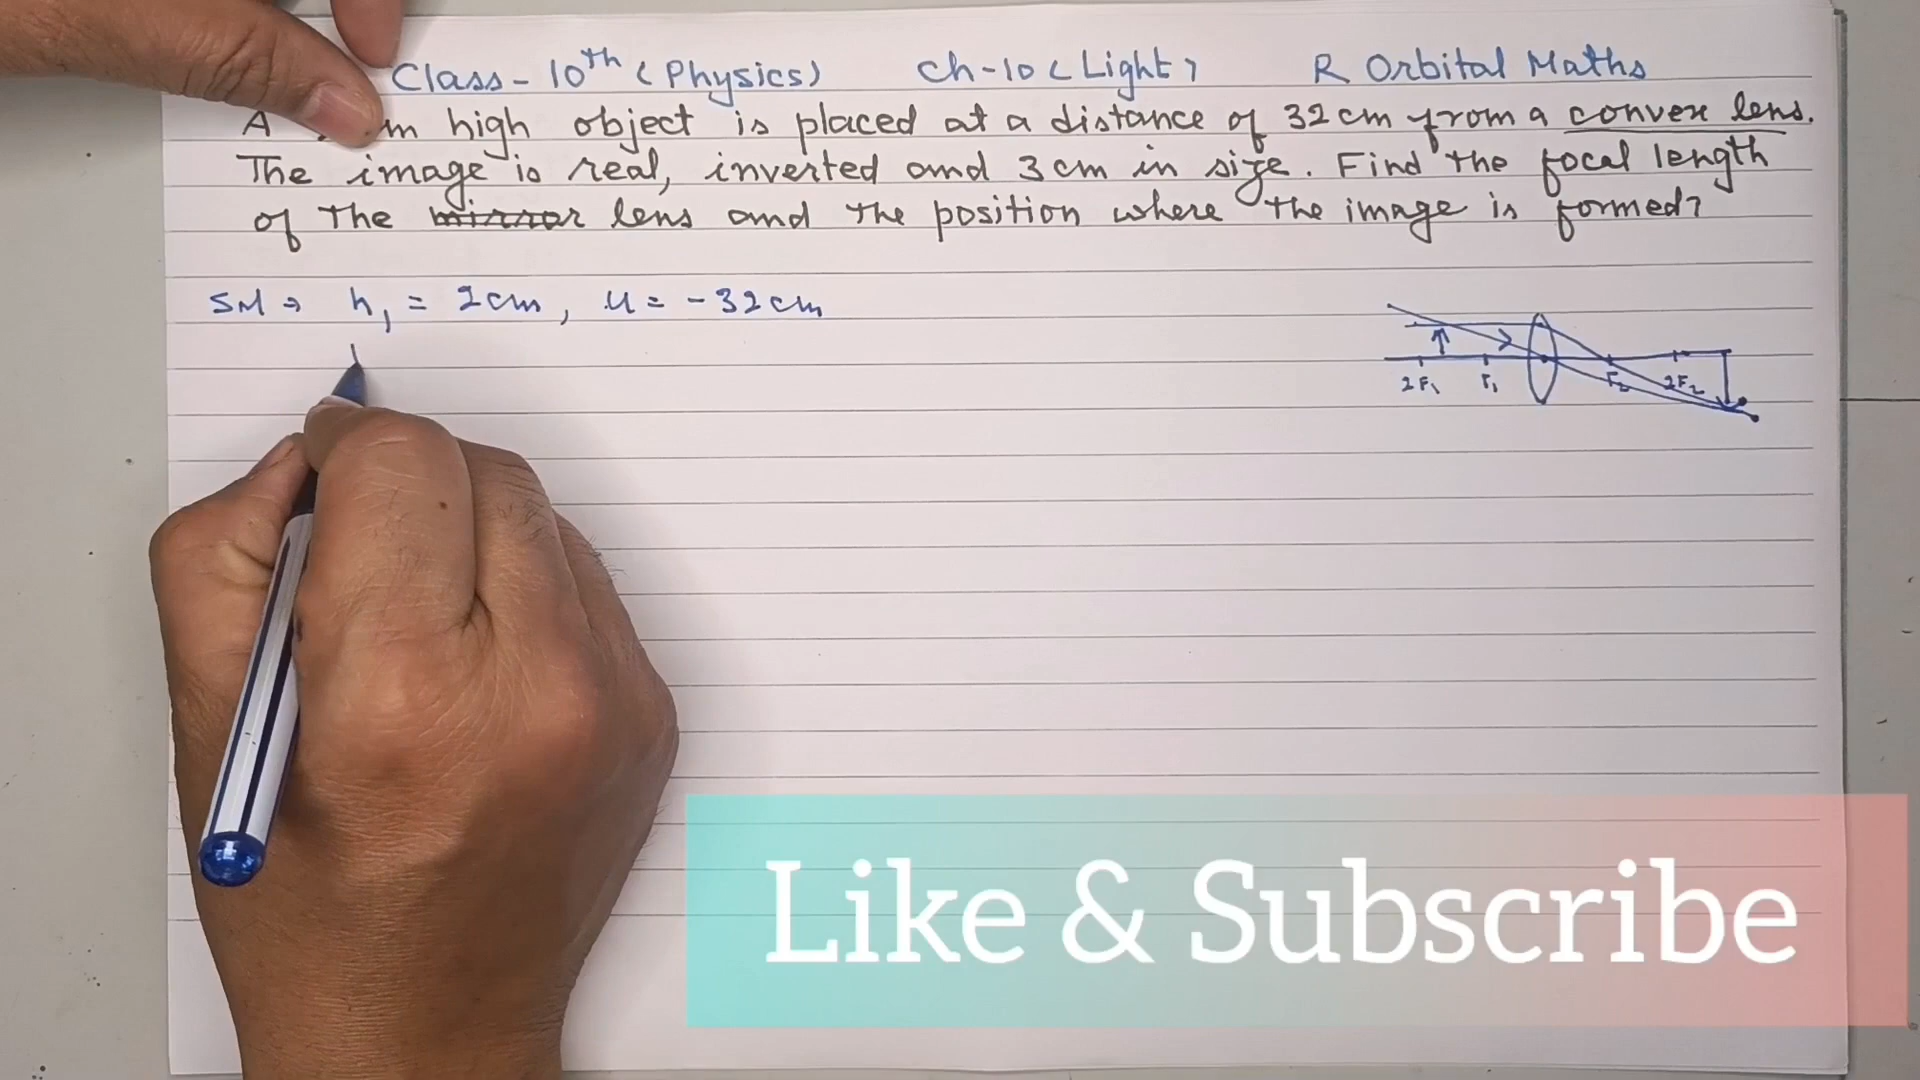 Class - 10th (Physics) Ch-10 (Light) R Orbital Maths
A cm high object is placed at a distance of 32 cm from a convex lens.
The image is real, inverted and 3 cm in size. Find the focal length
of the mirror lens and the position where the image is formed?
h₁ = 2cm, u = -32cm
2F₁ F₁ F₂ 2F₂
Like & Subscribe